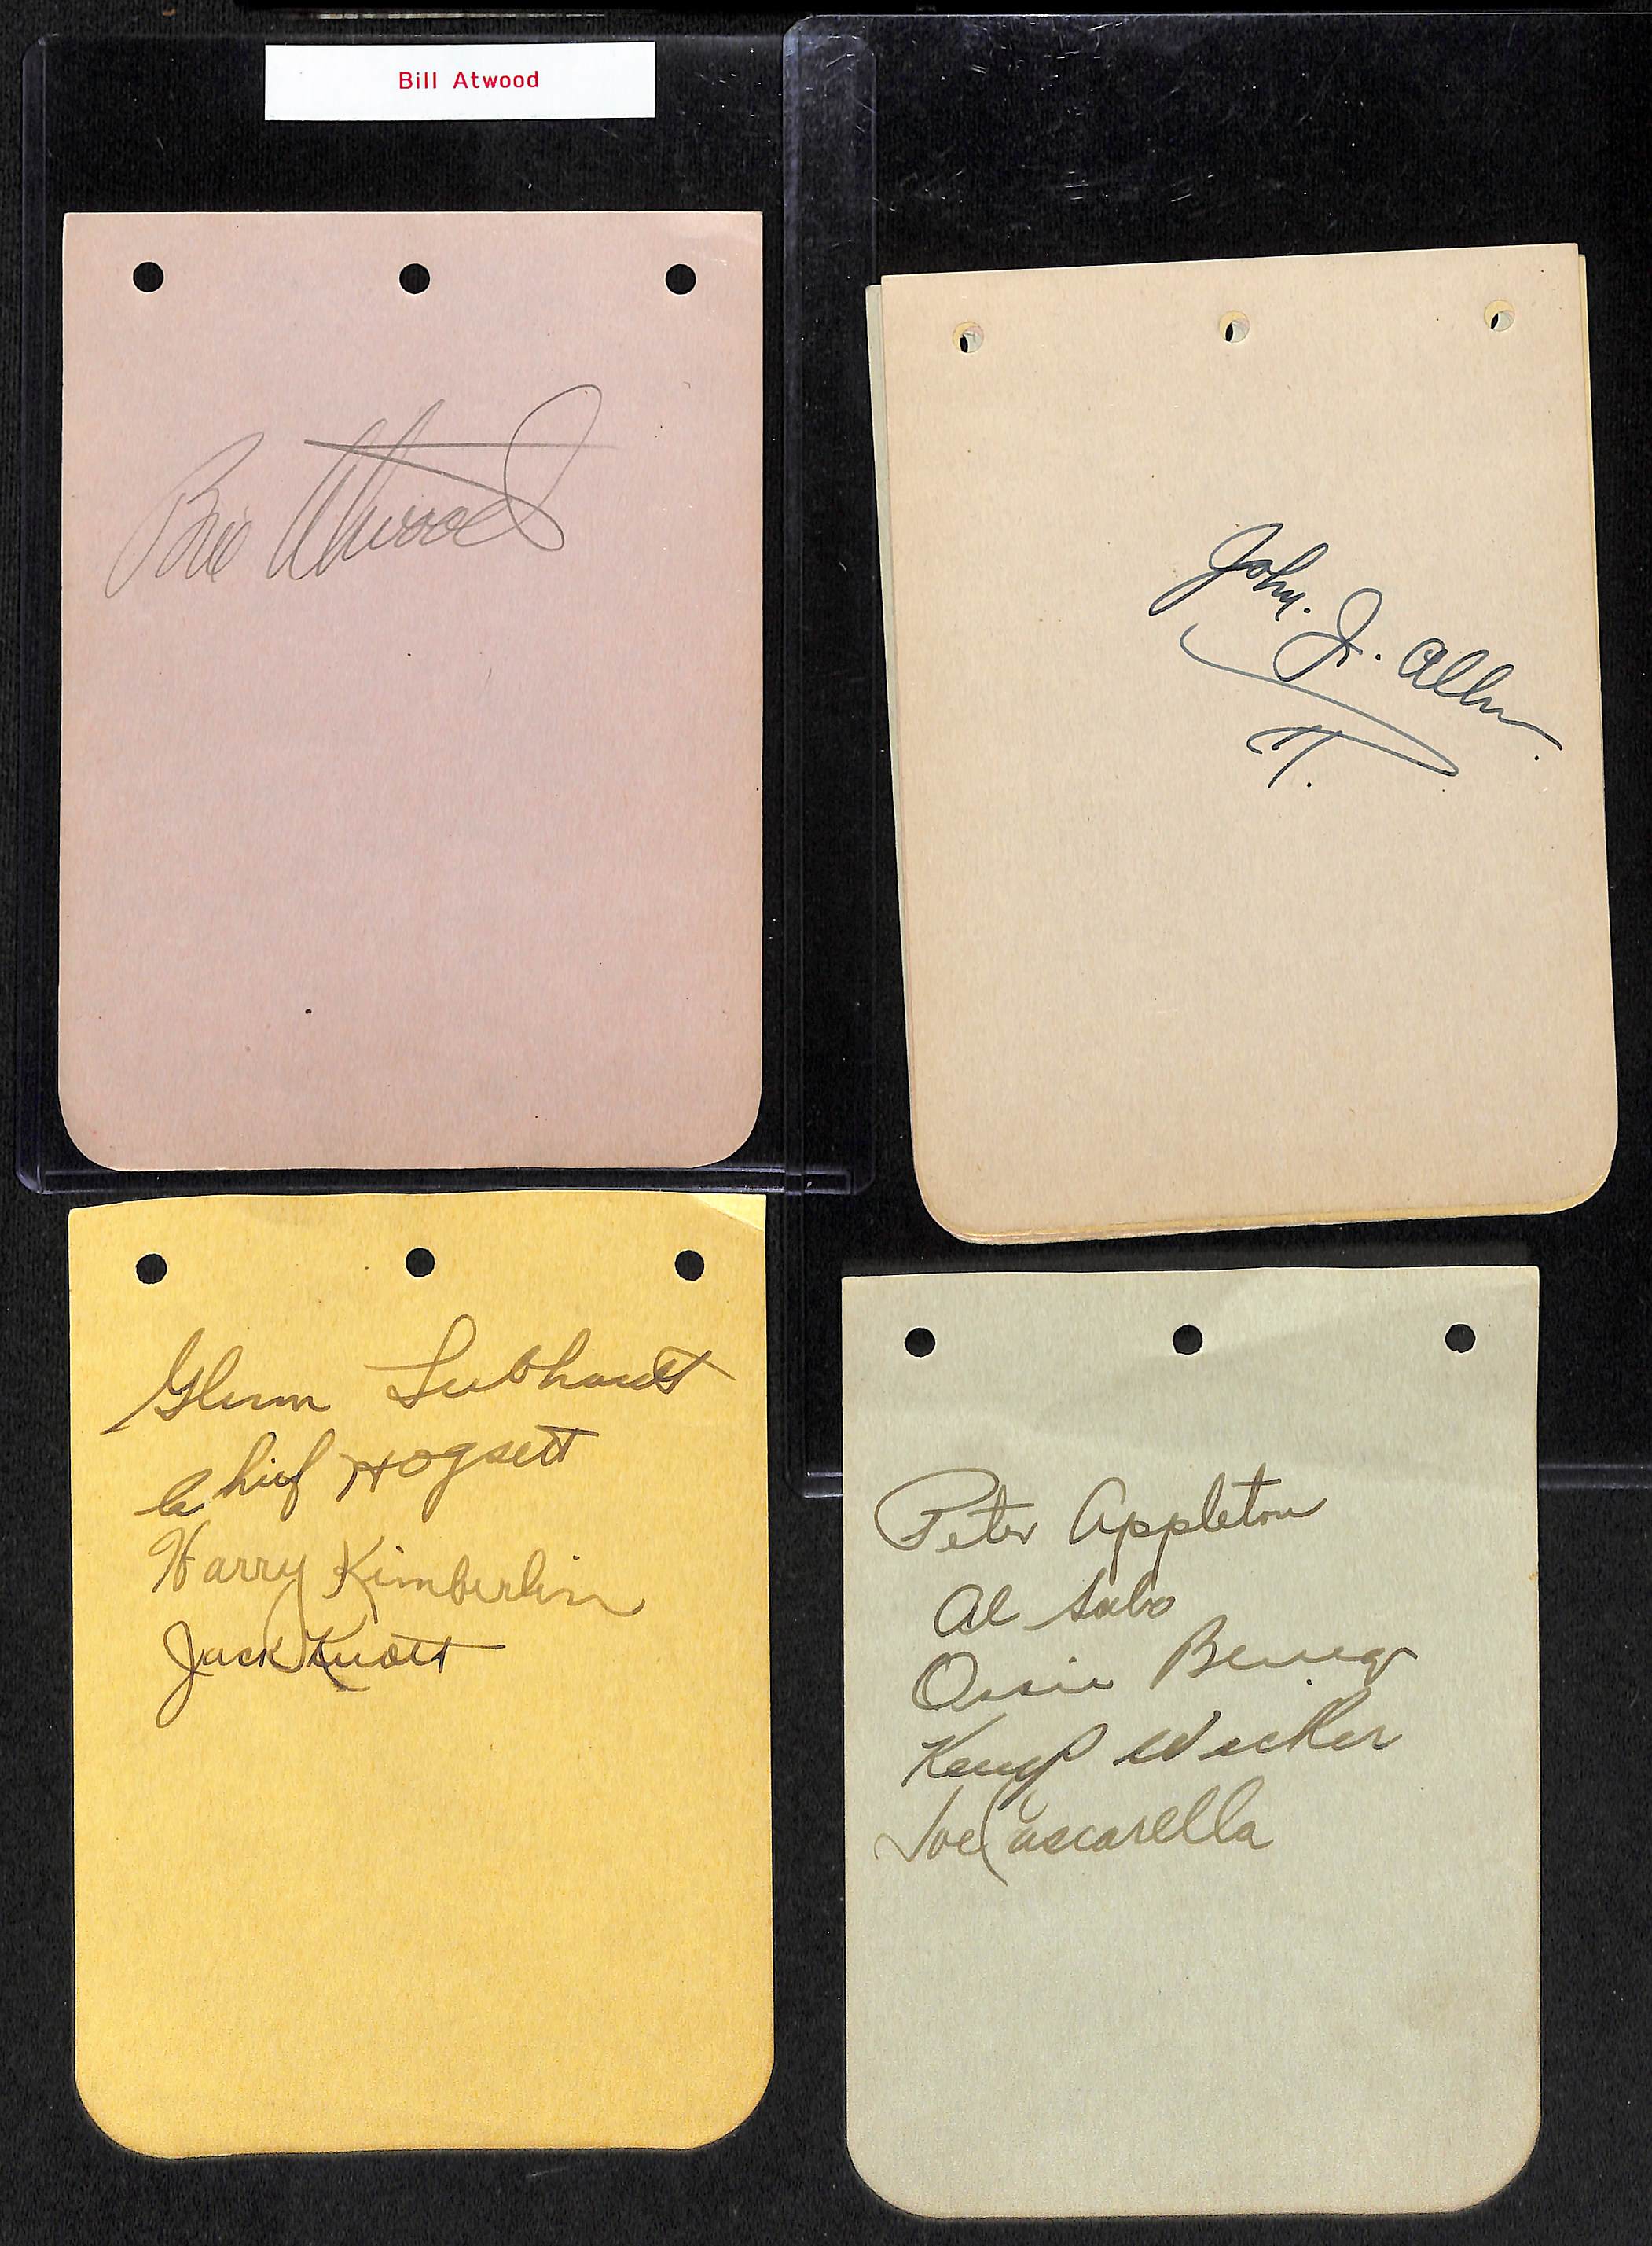 Bill Atwood
Bill Atwood
John. J. Allen.
Glenn Liebhardt
Chief Hogsett
Harry Kimberlin
Jack Knott
Peter Appleton
Al Sabo
Ossie Bluege
Kemp Wicker
Joe Cascarella